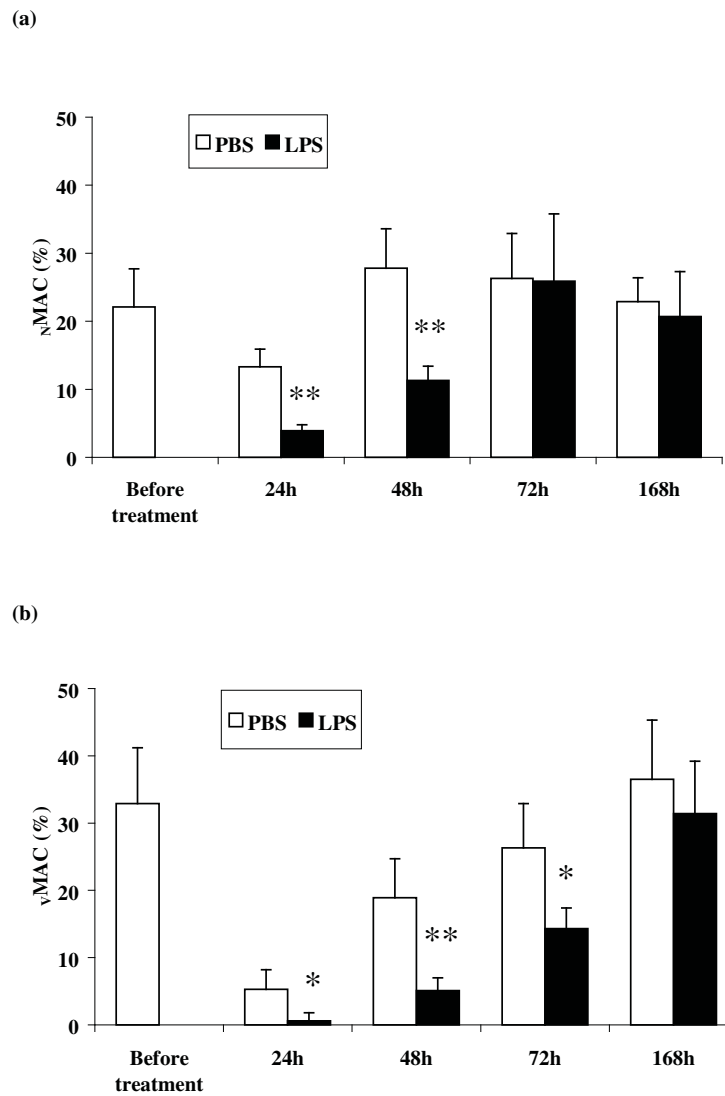 (a)
50
40
30
20
10
0
NMAC (%)
PBS LPS
**
**
Before treatment
24h
48h
72h
168h
(b)
50
40
30
20
10
0
VMAC (%)
PBS LPS
*
**
*
Before treatment
24h
48h
72h
168h